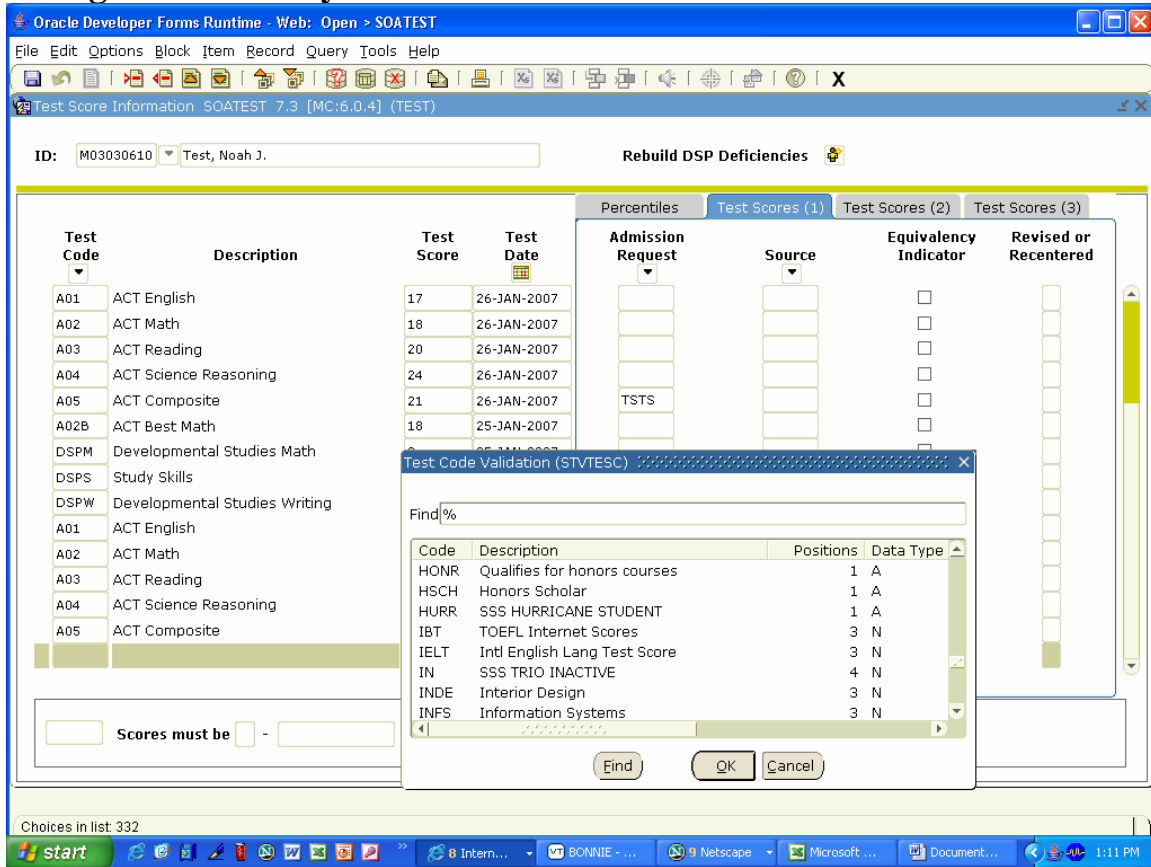 Oracle Developer Forms Runtime - Web: Open > SOATEST
File Edit Options Block Item Record Query Tools Help
X
Test Score Information SOATEST 7.3 [MC:6.0.4] (TEST)
ID: M03030610 Test, Noah J. Rebuild DSP Deficiencies
Percentiles Test Scores (1) Test Scores (2) Test Scores (3)
Test Test Test Admission Equivalency Revised or
Code Description Score Date Request Source Indicator Recentered
A01 ACT English 17 26-JAN-2007
A02 ACT Math 18 26-JAN-2007
A03 ACT Reading 20 26-JAN-2007
A04 ACT Science Reasoning 24 26-JAN-2007
A05 ACT Composite 21 26-JAN-2007 TSTS
A02B ACT Best Math 18 25-JAN-2007
DSPM Developmental Studies Math
DSPS Study Skills
DSPW Developmental Studies Writing
A01 ACT English
A02 ACT Math
A03 ACT Reading
A04 ACT Science Reasoning
A05 ACT Composite
Scores must be -
Test Code Validation (STVTESC)
Find %
Code Description Positions Data Type
HONR Qualifies for honors courses 1 A
HSCH Honors Scholar 1 A
HURR SSS HURRICANE STUDENT 1 A
IBT TOEFL Internet Scores 3 N
IELT Intl English Lang Test Score 3 N
IN SSS TRIO INACTIVE 4 N
INDE Interior Design 3 N
INFS Information Systems 3 N
Find OK Cancel
Choices in list: 332
start 8 Intern... BONNIE - ... 9 Netscape Microsoft ... Document... 1:11 PM